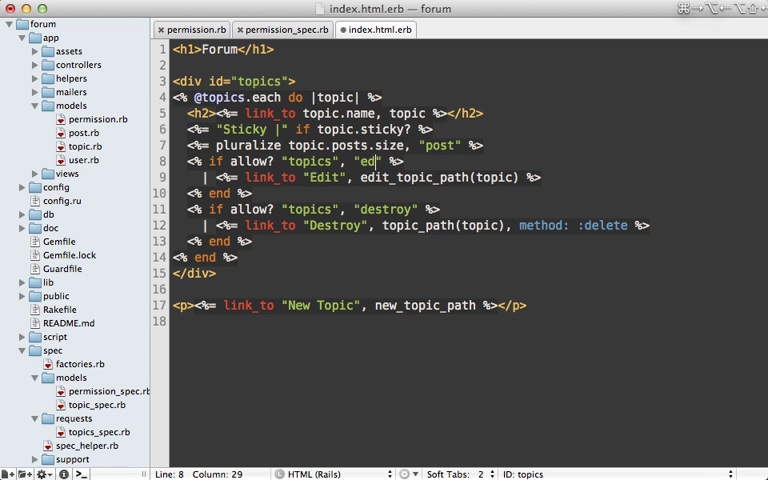 index.html.erb — forum
forum
app
assets
controllers
helpers
mailers
models
permission.rb
post.rb
topic.rb
user.rb
views
config
config.ru
db
doc
Gemfile
Gemfile.lock
Guardfile
lib
public
Rakefile
README.md
script
spec
factories.rb
models
permission_spec.rb
topic_spec.rb
requests
topics_spec.rb
spec_helper.rb
support
permission.rb permission_spec.rb index.html.erb
1 <h1>Forum</h1>
2
3 <div id="topics">
4 <% @topics.each do |topic| %>
5 <h2><%= link_to topic.name, topic %></h2>
6 <%= "Sticky |" if topic.sticky? %>
7 <%= pluralize topic.posts.size, "post" %>
8 <% if allow? "topics", "ed" %>
9 | <%= link_to "Edit", edit_topic_path(topic) %>
10 <% end %>
11 <% if allow? "topics", "destroy" %>
12 | <%= link_to "Destroy", topic_path(topic), method: :delete %>
13 <% end %>
14 <% end %>
15 </div>
16
17 <p><%= link_to "New Topic", new_topic_path %></p>
18
Line: 8 Column: 29 HTML (Rails) Soft Tabs: 2 ID: topics